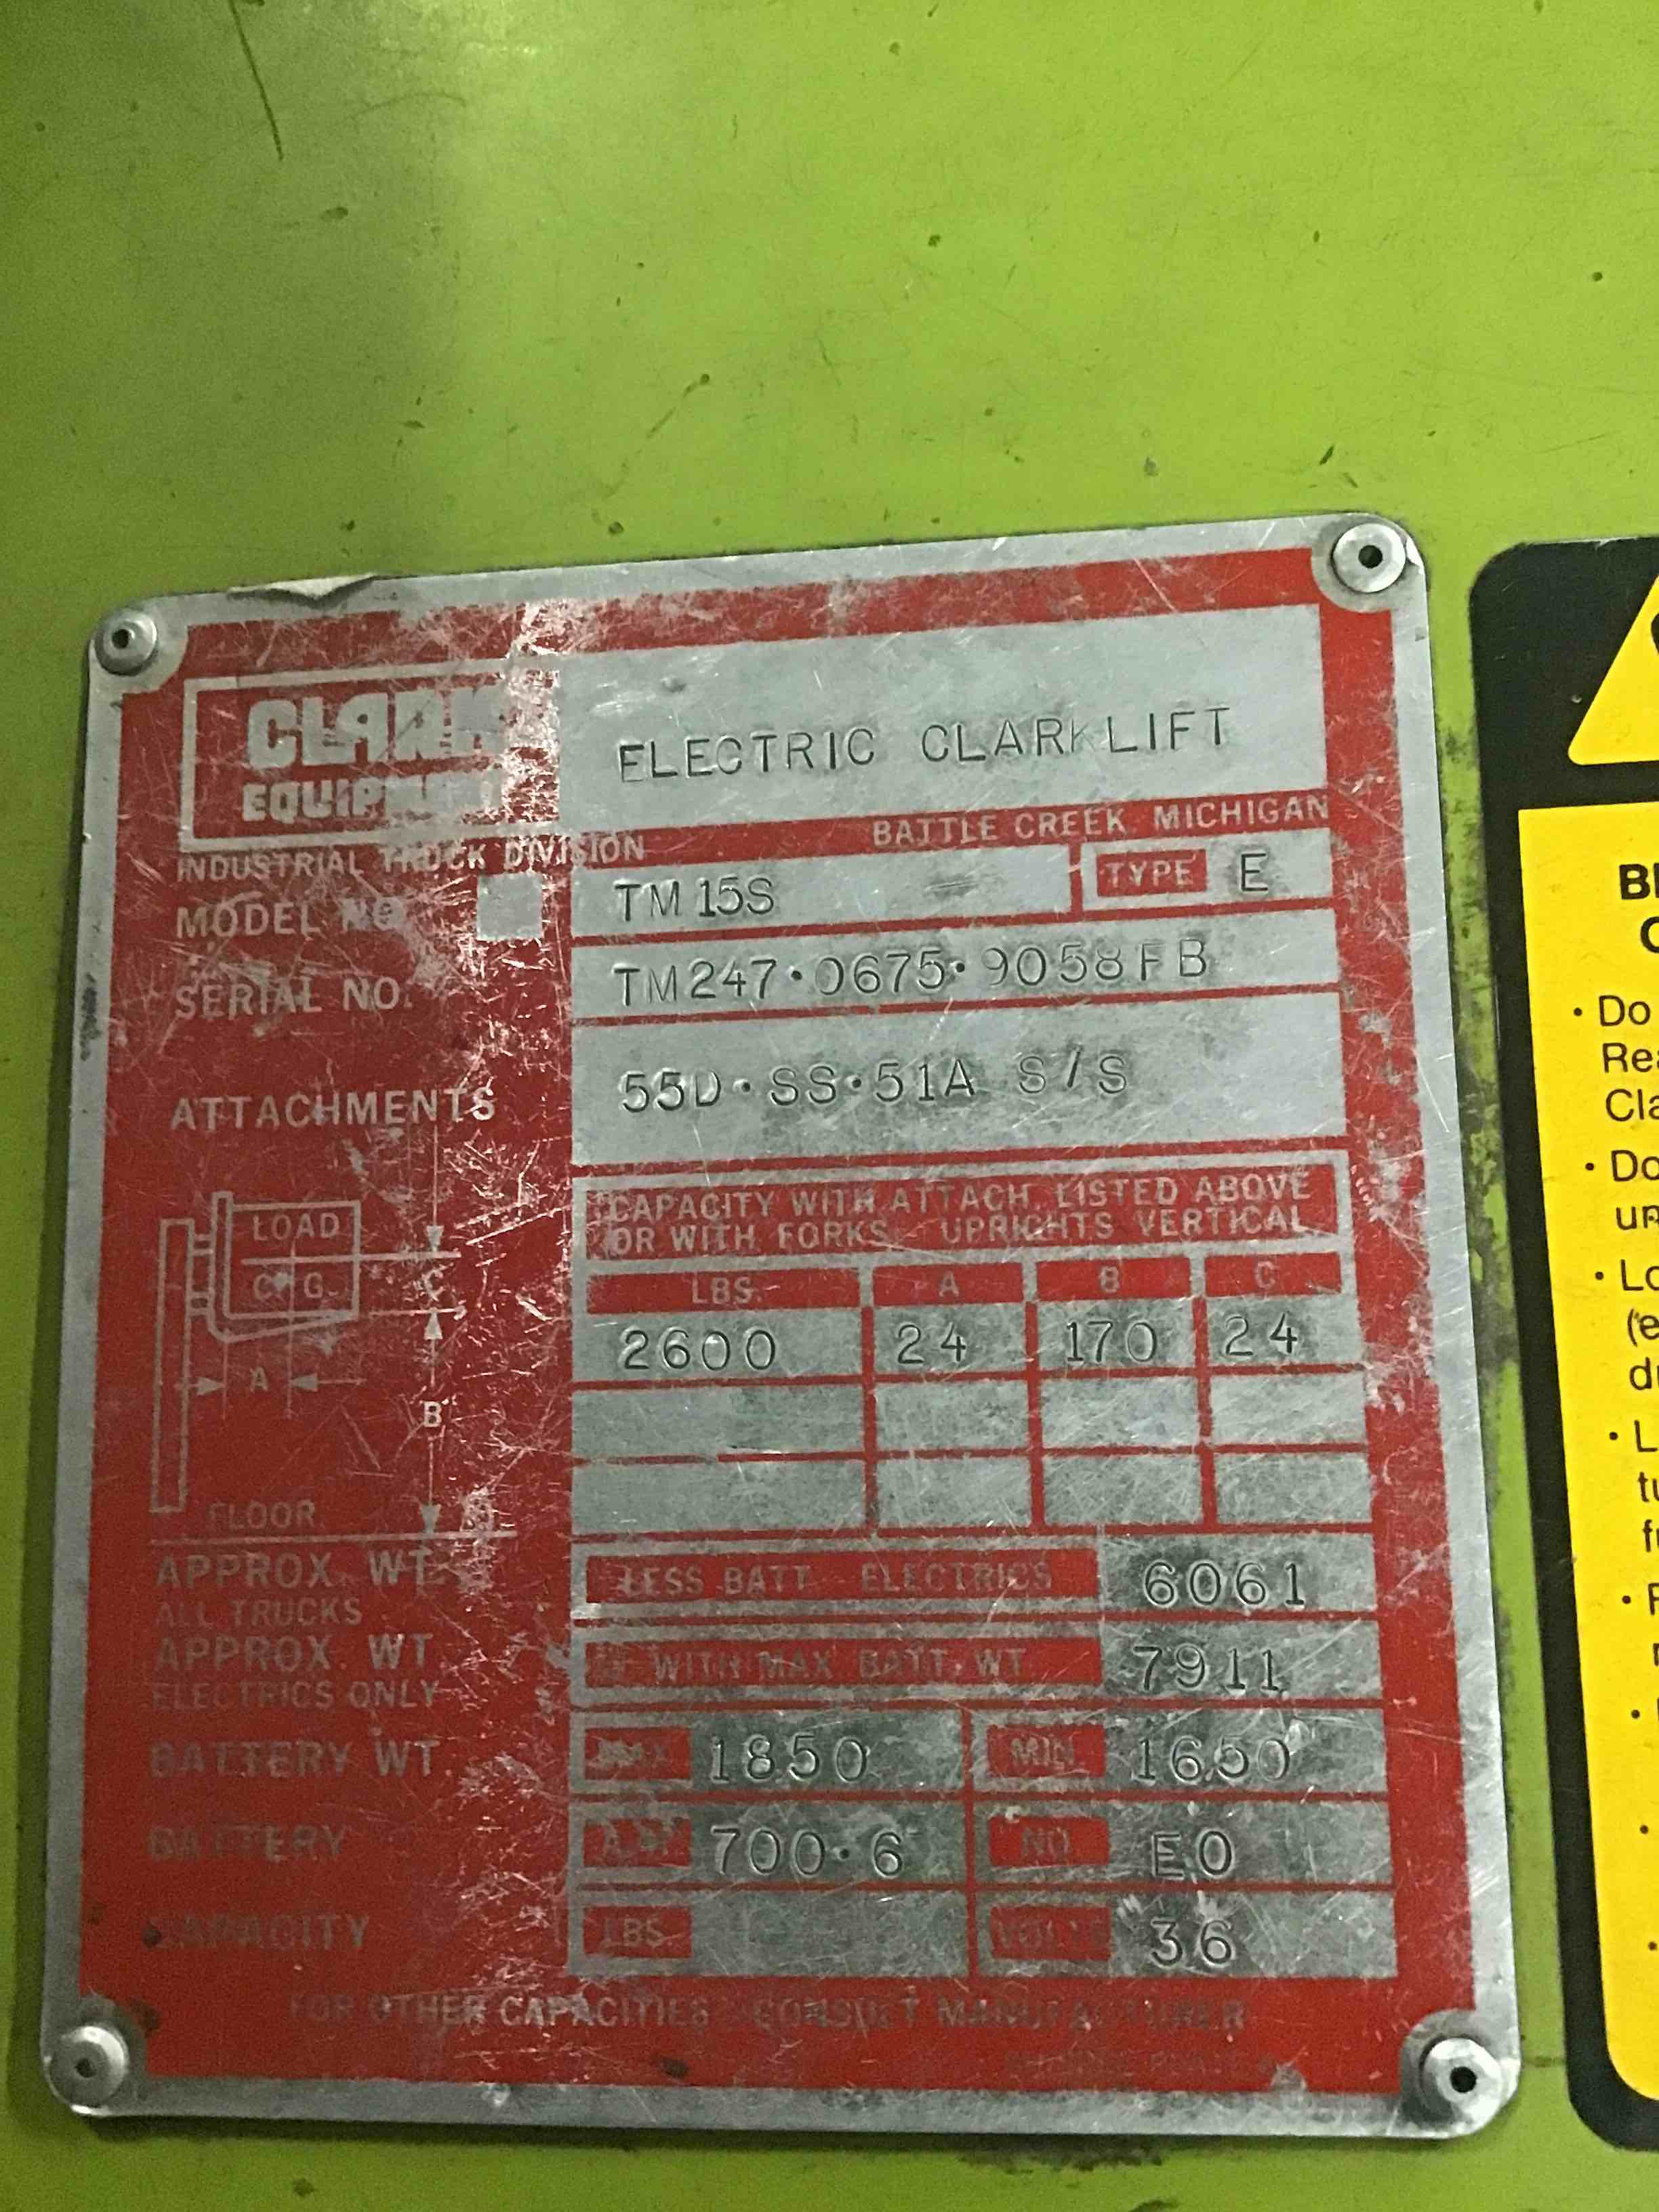 CLARK
EQUIPMENT
ELECTRIC CLARKLIFT
INDUSTRIAL TRUCK DIVISION
BATTLE CREEK, MICHIGAN
MODEL NO.
TM 15S
TYPE E
SERIAL NO.
TM247·0675·9058FB
ATTACHMENTS
55D·SS·51A S/S
CAPACITY WITH ATTACH. LISTED ABOVE
OR WITH FORKS - UPRIGHTS VERTICAL
LBS. A B C
2600 24 170 24
LOAD
C. G.
C
A
B
FLOOR
APPROX. WT.
ALL TRUCKS
LESS BATT. - ELECTRICS 6061
APPROX. WT.
ELECTRICS ONLY
WITH MAX BATT. WT. 7911
BATTERY WT.
MAX 1850 MIN. 1650
BATTERY
700·6 NO. E0
CAPACITY
LBS. VOLTS 36
FOR OTHER CAPACITIES CONSULT MANUFACTURER
· Do
· Do